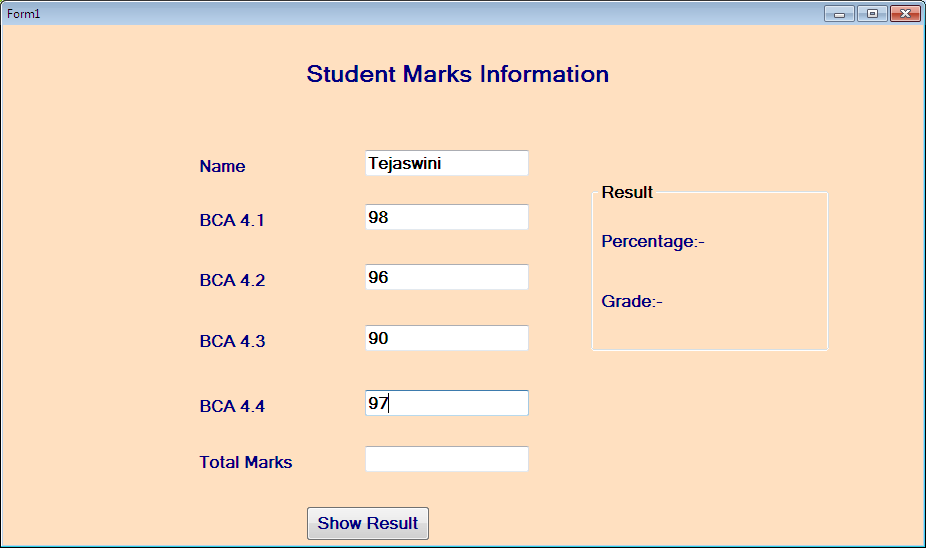 Form1
Student Marks Information
Name Tejaswini
BCA 4.1 98
BCA 4.2 96
BCA 4.3 90
BCA 4.4 97
Total Marks
Show Result
Result
Percentage:-
Grade:-